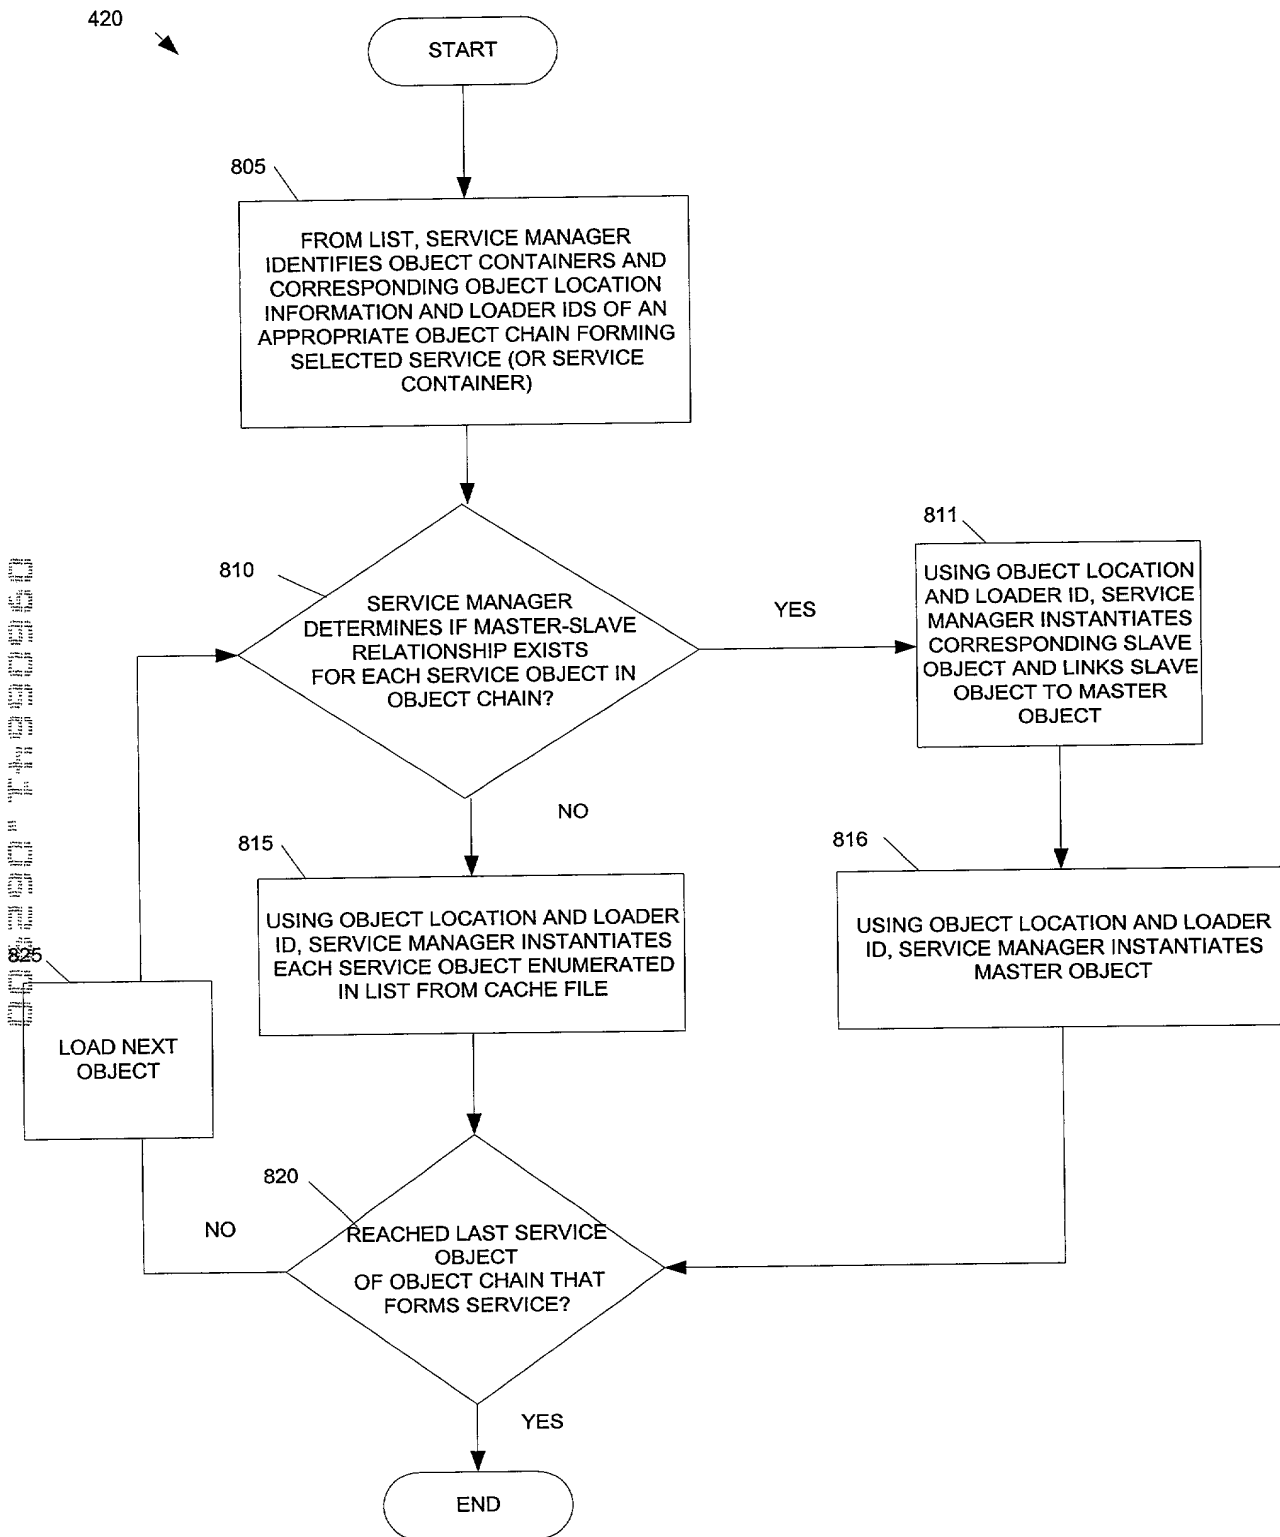 420
START
805
FROM LIST, SERVICE MANAGER
IDENTIFIES OBJECT CONTAINERS AND
CORRESPONDING OBJECT LOCATION
INFORMATION AND LOADER IDS OF AN
APPROPRIATE OBJECT CHAIN FORMING
SELECTED SERVICE (OR SERVICE
CONTAINER)
810
SERVICE MANAGER
DETERMINES IF MASTER-SLAVE
RELATIONSHIP EXISTS
FOR EACH SERVICE OBJECT IN
OBJECT CHAIN?
YES
811
USING OBJECT LOCATION
AND LOADER ID, SERVICE
MANAGER INSTANTIATES
CORRESPONDING SLAVE
OBJECT AND LINKS SLAVE
OBJECT TO MASTER
OBJECT
NO
815
USING OBJECT LOCATION AND LOADER
ID, SERVICE MANAGER INSTANTIATES
EACH SERVICE OBJECT ENUMERATED
IN LIST FROM CACHE FILE
816
USING OBJECT LOCATION AND LOADER
ID, SERVICE MANAGER INSTANTIATES
MASTER OBJECT
825
LOAD NEXT
OBJECT
820
REACHED LAST SERVICE
OBJECT
OF OBJECT CHAIN THAT
FORMS SERVICE?
NO
YES
END